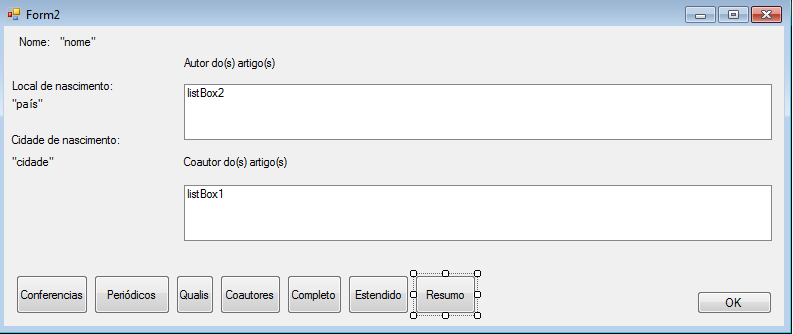 Form2
Nome: "nome"
Autor do(s) artigo(s)
Local de nascimento:
"país"
listBox2
Cidade de nascimento:
"cidade"
Coautor do(s) artigo(s)
listBox1
Conferencias Periódicos Qualis Coautores Completo Estendido Resumo OK